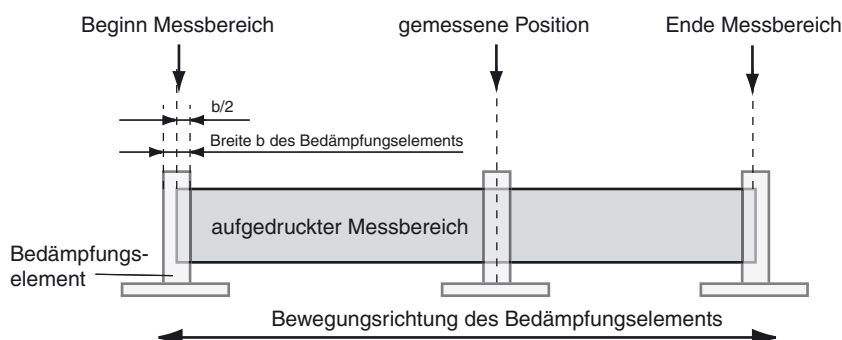 Beginn Messbereich
gemessene Position
Ende Messbereich
b/2
Breite b des Bedämpfungselements
aufgedruckter Messbereich
Bedämpfungs-
element
Bewegungsrichtung des Bedämpfungselements